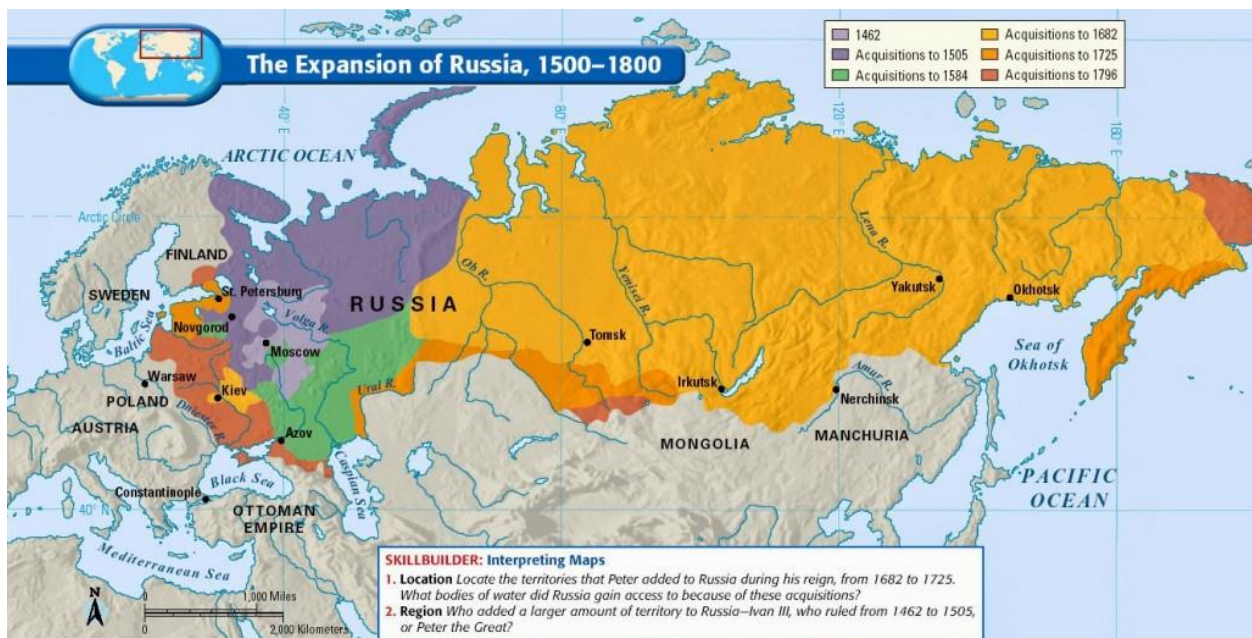 The Expansion of Russia, 1500–1800
1462
Acquisitions to 1505
Acquisitions to 1584
Acquisitions to 1682
Acquisitions to 1725
Acquisitions to 1796
40° E
80° E
120° E
160° E
ARCTIC OCEAN
Arctic Circle
FINLAND
SWEDEN
St. Petersburg
RUSSIA
Ob R.
Yenisei R.
Lena R.
Yakutsk
Okhotsk
Novgorod
Volga R.
Baltic Sea
Moscow
Tomsk
Sea of
Okhotsk
Warsaw
POLAND
Kiev
Ural R.
Irkutsk
Amur R.
Nerchinsk
Dniester R.
AUSTRIA
Azov
MONGOLIA
MANCHURIA
Black Sea
Caspian Sea
PACIFIC
OCEAN
Constantinople
40° N
OTTOMAN
EMPIRE
Mediterranean Sea
N
0
1,000 Miles
0
2,000 Kilometers
SKILLBUILDER: Interpreting Maps
1. Location Locate the territories that Peter added to Russia during his reign, from 1682 to 1725.
What bodies of water did Russia gain access to because of these acquisitions?
2. Region Who added a larger amount of territory to Russia—Ivan III, who ruled from 1462 to 1505,
or Peter the Great?